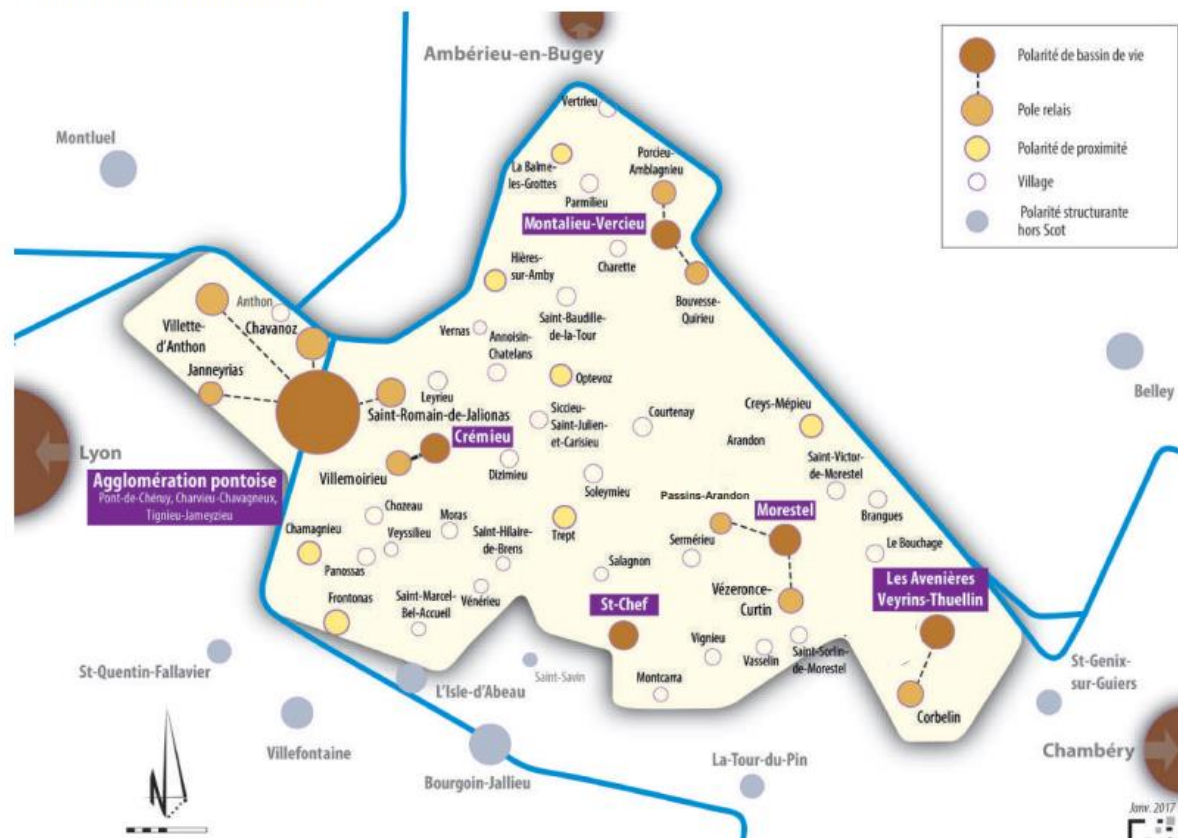 Ambérieu-en-Bugey
Polarité de bassin de vie
Pole relais
Polarité de proximité
Village
Polarité structurante
hors Scot
Montluel
Vertrieu
La Balme-
les-Grottes
Porcieu-
Amblagnieu
Parmilieu
Montalieu-Vercieu
Charette
Hières-
sur-Amby
Bouvesse-
Quirieu
Anthon
Chavanoz
Villette-
d'Anthon
Saint-Baudille-
de-la-Tour
Vernas
Annoisin-
Chatelans
Janneyrias
Optevoz
Belley
Leyrieu
Saint-Romain-de-Jalionas
Siccieu-
Saint-Julien-
et-Carisieu
Courtenay
Creys-Mépieu
Arandon
Crémieu
Lyon
Villemoirieu
Dizimieu
Saint-Victor-
de-Morestel
Agglomération pontoise
Pont-de-Chéruy, Charvieu-Chavagneux,
Tignieu-Jameyzieu
Soleymieu
Passins-Arandon
Morestel
Brangues
Chozeau
Moras
Chamagnieu
Veyssilieu
Saint-Hilaire-
de-Brens
Trept
Sermérieu
Le Bouchage
Panossas
Salagnon
Les Avenières
Veyrins-Thuellin
Frontonas
Saint-Marcel-
Bel-Accueil
Vénérieu
St-Chef
Vézeronce-
Curtin
Vignieu
Vasselin
Saint-Sorlin-
de-Morestel
St-Quentin-Fallavier
L'Isle-d'Abeau
Saint-Savin
Montcarra
Corbelin
St-Genix-
sur-Guiers
Villefontaine
Bourgoin-Jallieu
La-Tour-du-Pin
Chambéry
N
Janv. 2017